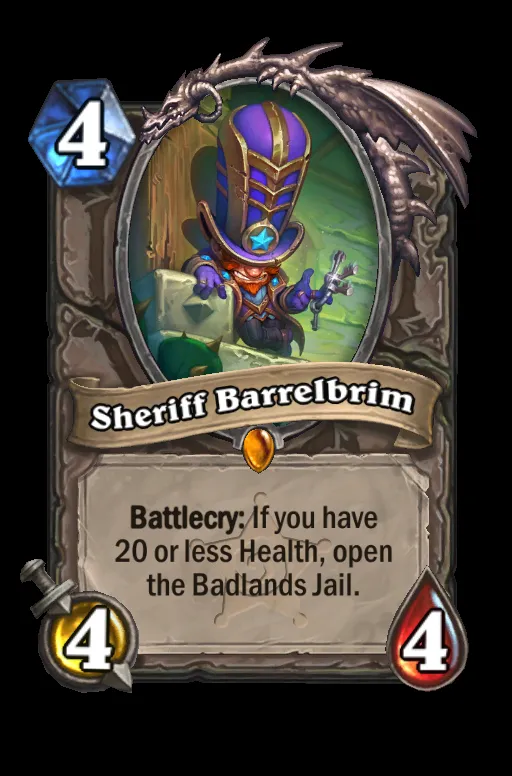 4
Sheriff Barrelbrim
Battlecry: If you have
20 or less Health, open
the Badlands Jail.
4
4